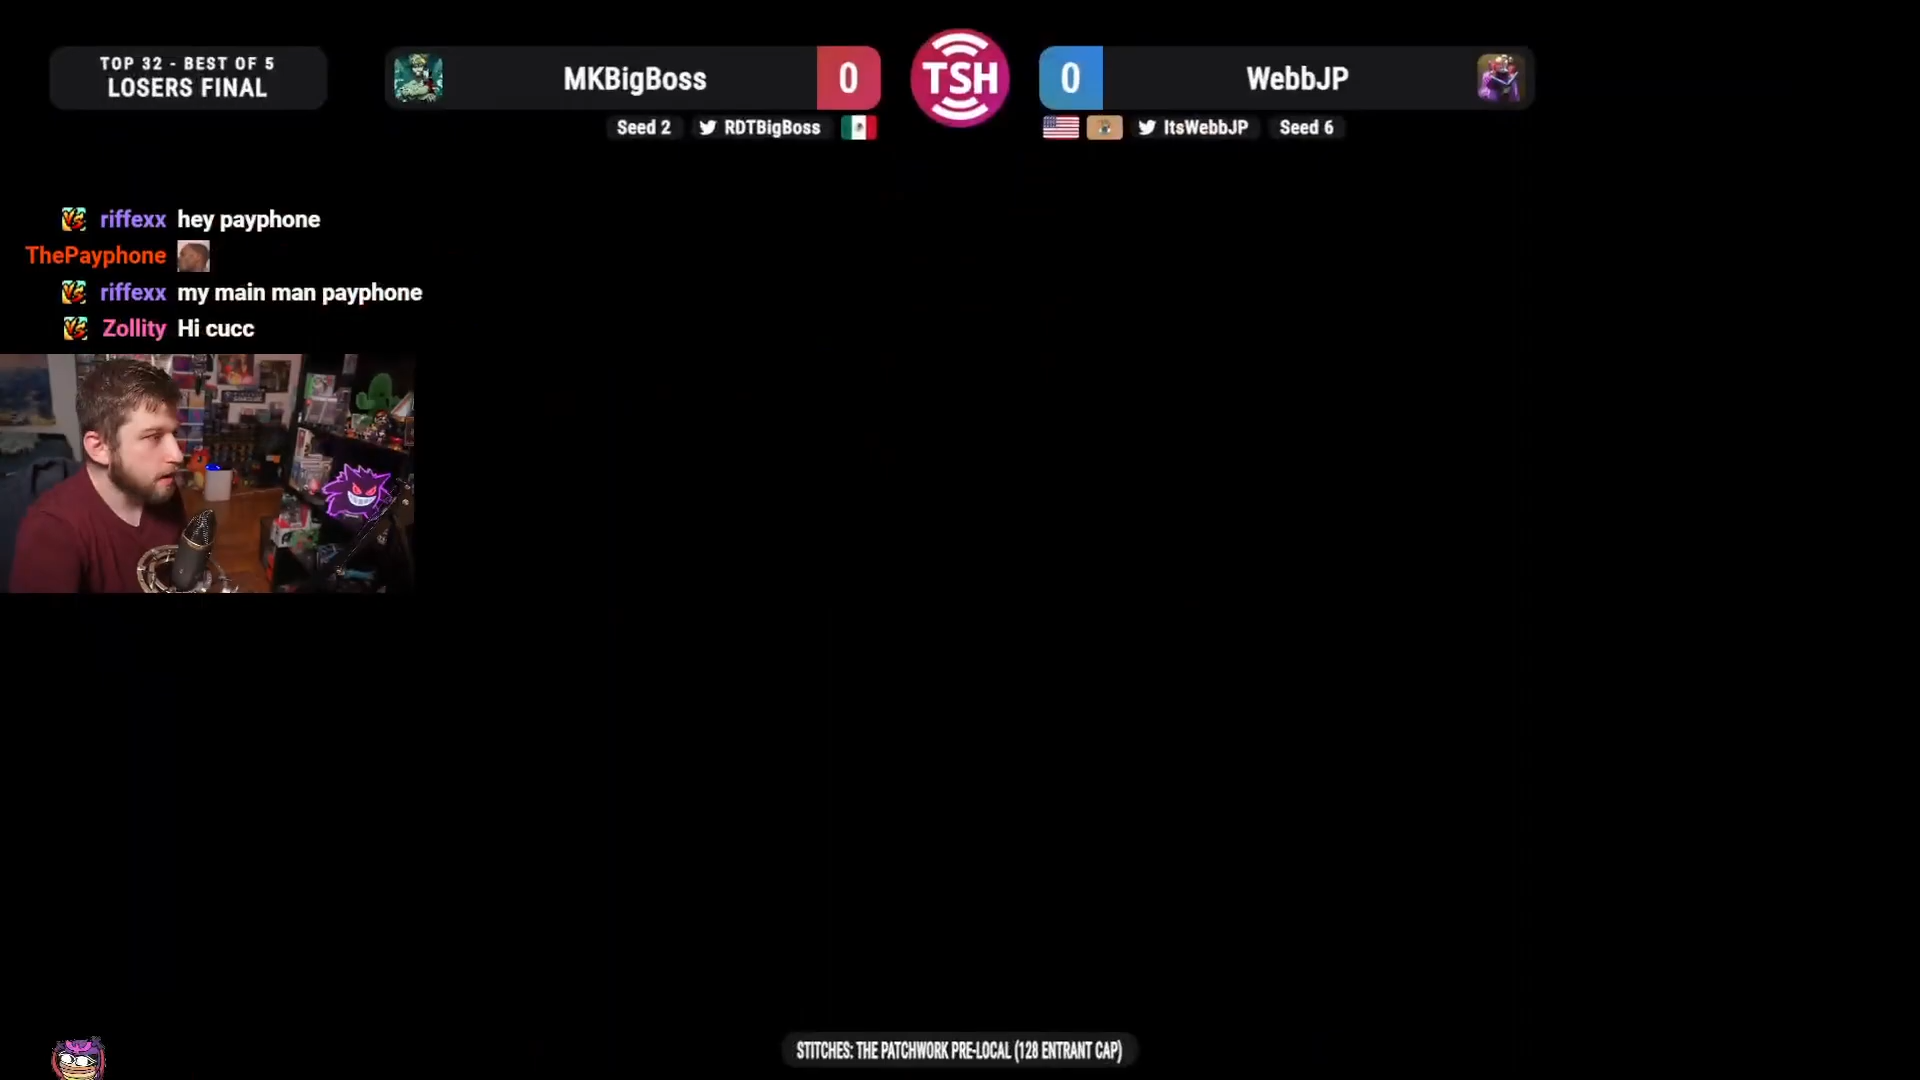 TOP 32 - BEST OF 5
LOSERS FINAL
MKBigBoss
0
TSH
0
WebbJP
Seed 2
RDTBigBoss
ItsWebbJP
Seed 6
riffexx hey payphone
ThePayphone
riffexx my main man payphone
Zollity Hi cucc
STITCHES: THE PATCHWORK PRE-LOCAL (128 ENTRANT CAP)